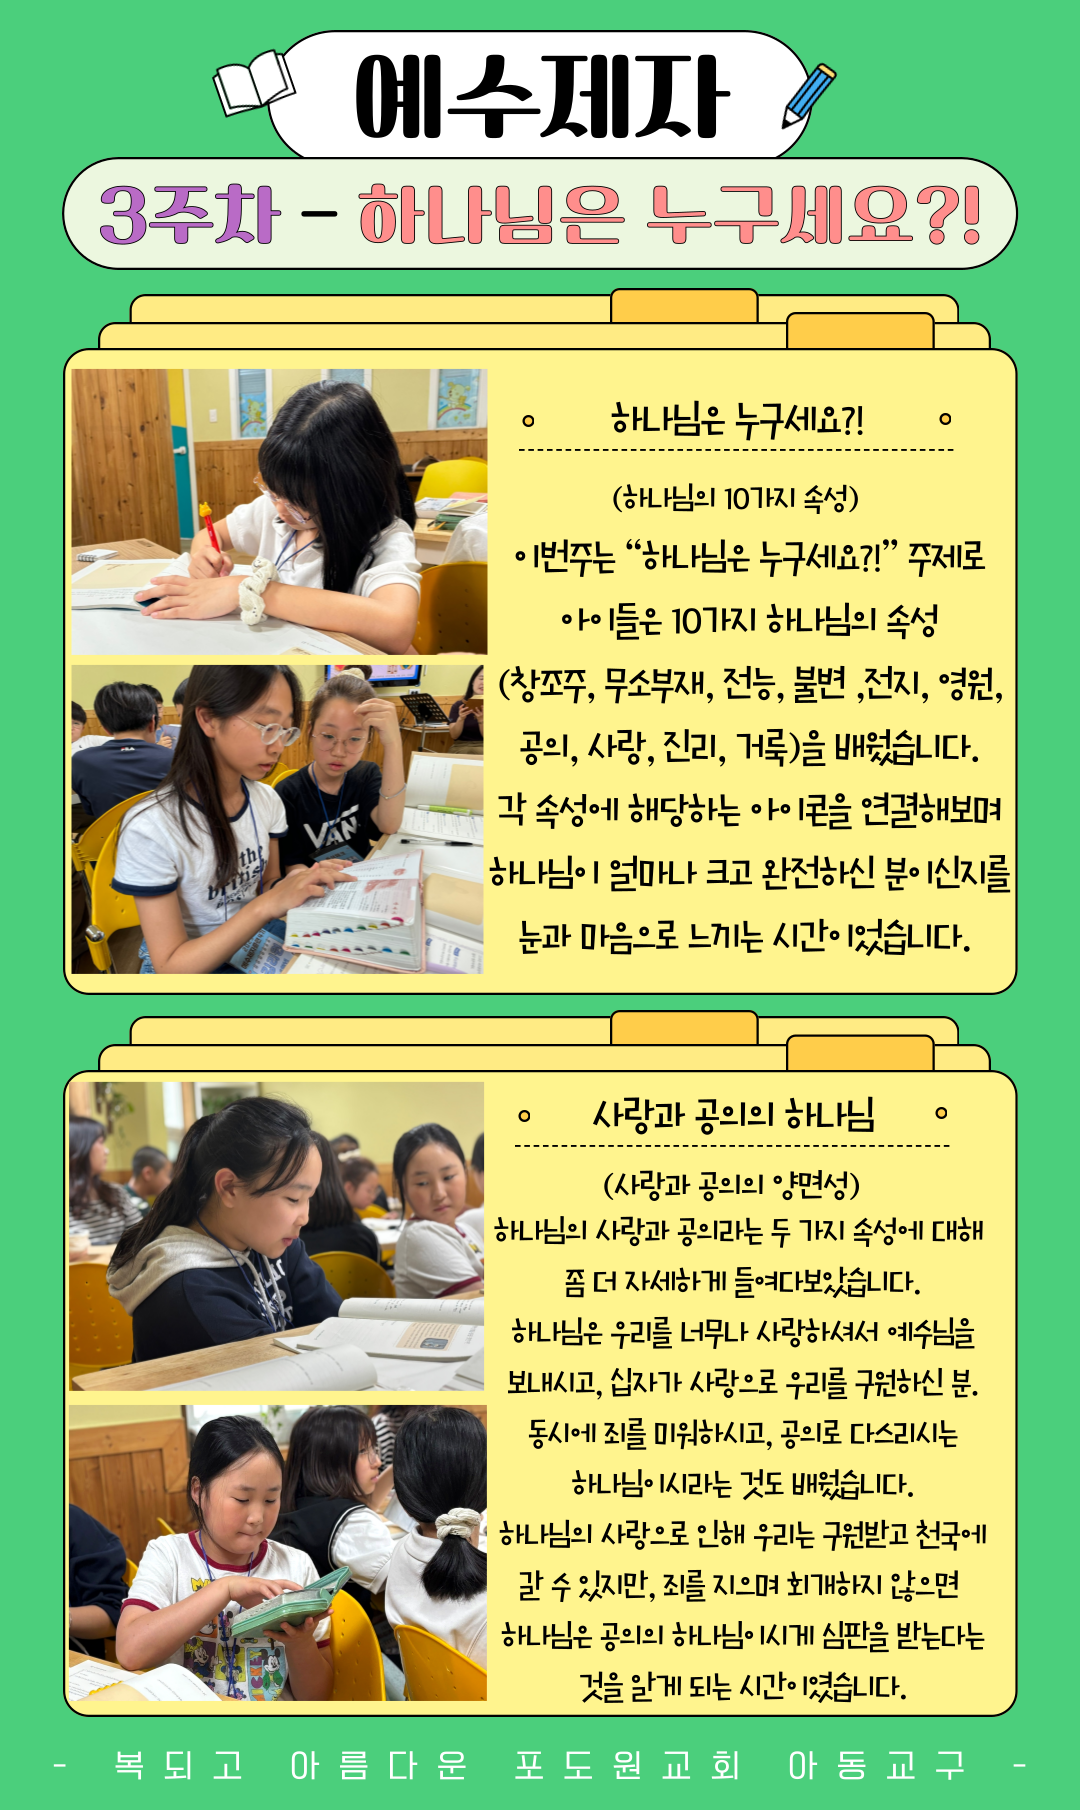 예수제자
3주차 - 하나님은 누구세요?!
하나님은 누구세요?!
(하나님의 10가지 속성)
이번주는 “하나님은 누구세요?!” 주제로
아이들은 10가지 하나님의 속성
(창조주, 무소부재, 전능, 불변 ,전지, 영원,
공의, 사랑, 진리, 거룩)을 배웠습니다.
각 속성에 해당하는 아이콘을 연결해보며
하나님이 얼마나 크고 완전하신 분이신지를
눈과 마음으로 느끼는 시간이었습니다.
VAN
the
british
사랑과 공의의 하나님
(사랑과 공의의 양면성)
하나님의 사랑과 공의라는 두 가지 속성에 대해
좀 더 자세하게 들여다보았습니다.
하나님은 우리를 너무나 사랑하셔서 예수님을
보내시고, 십자가 사랑으로 우리를 구원하신 분.
동시에 죄를 미워하시고, 공의로 다스리시는
하나님이시라는 것도 배웠습니다.
하나님의 사랑으로 인해 우리는 구원받고 천국에
갈 수 있지만, 죄를 지으며 회개하지 않으면
하나님은 공의의 하나님이시게 심판을 받는다는
것을 알게 되는 시간이였습니다.
- 복되고 아름다운 포도원교회 아동교구 -